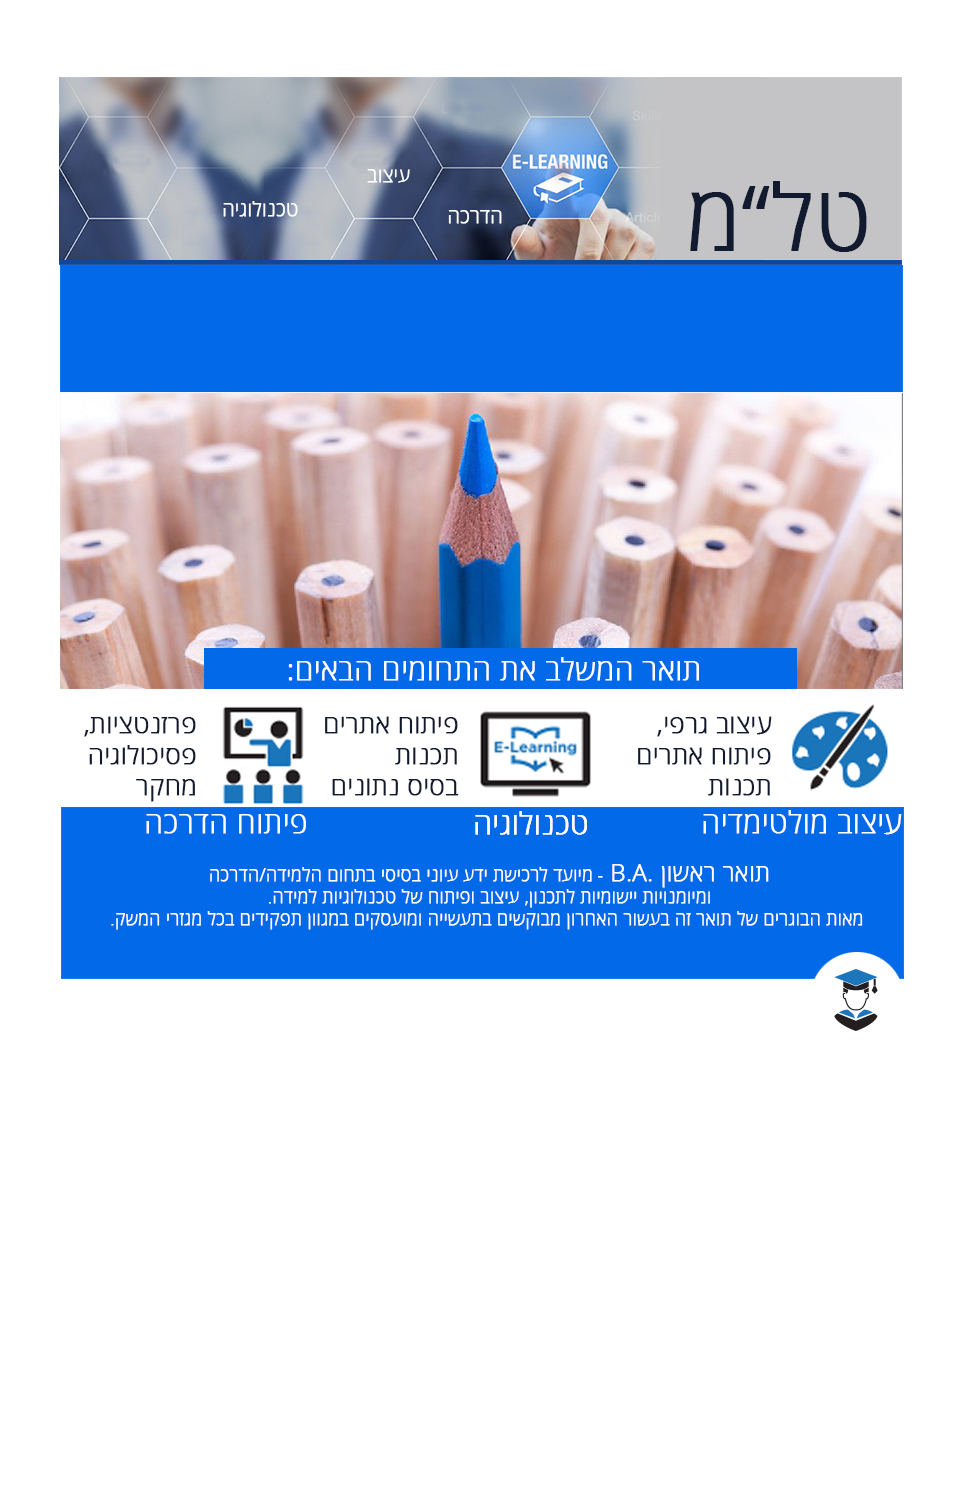 Skill
E-LEARNING
עיצוב
טכנולוגיה
הדרכה
Article
טל"מ
תואר המשלב את התחומים הבאים:
עיצוב גרפי,
פיתוח אתרים
תכנות
E-Learning
פיתוח אתרים
תכנות
בסיס נתונים
פרזנטציות,
פסיכולוגיה
מחקר
עיצוב מולטימדיה
טכנולוגיה
פיתוח הדרכה
תואר ראשון B.A. - מיועד לרכישת ידע עיוני בסיסי בתחום הלמידה/הדרכה
ומיומנויות יישומיות לתכנון, עיצוב ופיתוח של טכנולוגיות למידה.
מאות הבוגרים של תואר זה בעשור האחרון מבוקשים בתעשייה ומועסקים במגוון תפקידים בכל מגזרי המשק.